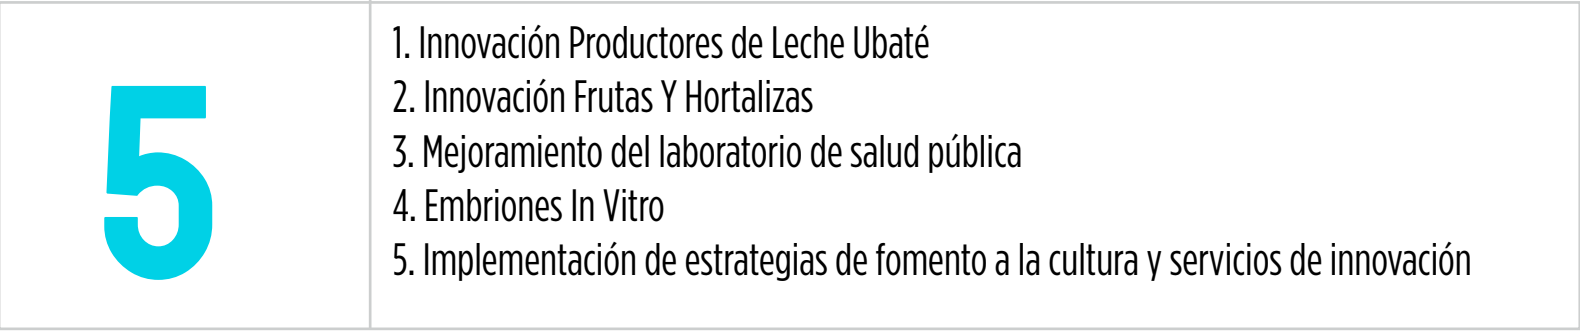 5
1. Innovación Productores de Leche Ubaté
2. Innovación Frutas Y Hortalizas
3. Mejoramiento del laboratorio de salud pública
4. Embriones In Vitro
5. Implementación de estrategias de fomento a la cultura y servicios de innovación